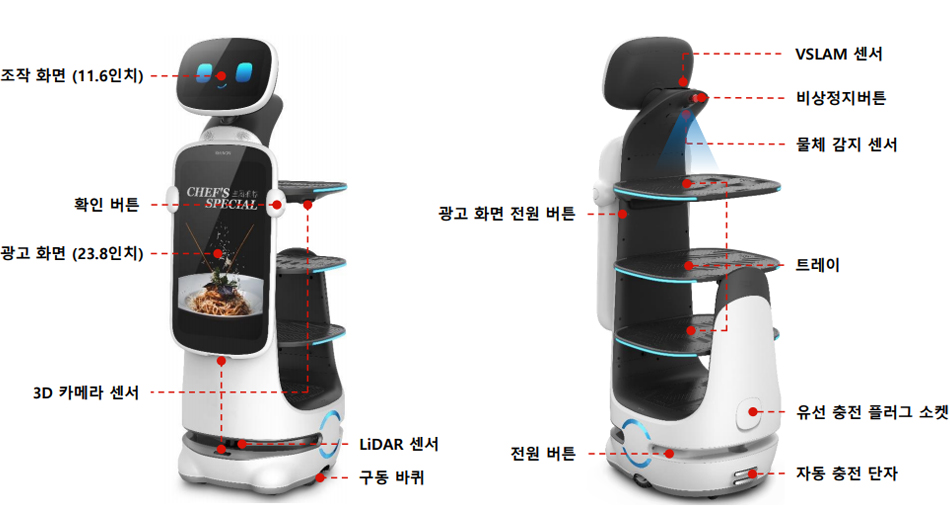 조작 화면 (11.6인치)
확인 버튼
광고 화면 (23.8인치)
3D 카메라 센서
CHEF'S
SPECIAL
LiDAR 센서
구동 바퀴
VSLAM 센서
비상정지버튼
물체 감지 센서
광고 화면 전원 버튼
트레이
유선 충전 플러그 소켓
전원 버튼
자동 충전 단자